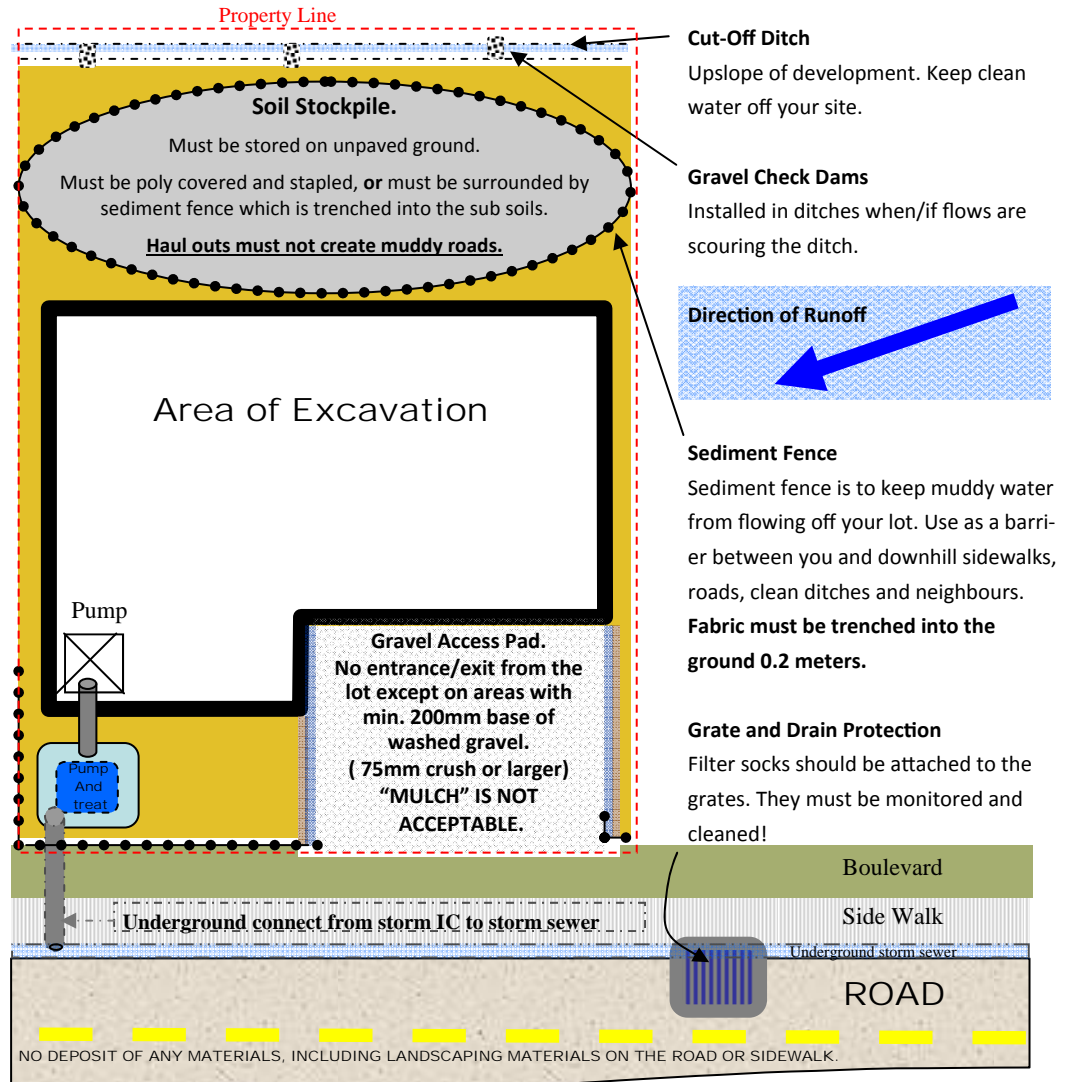 Property Line
Cut-Off Ditch
Upslope of development. Keep clean
water off your site.
Soil Stockpile.
Must be stored on unpaved ground.
Must be poly covered and stapled, or must be surrounded by
sediment fence which is trenched into the sub soils.
Haul outs must not create muddy roads.
Gravel Check Dams
Installed in ditches when/if flows are
scouring the ditch.
Direction of Runoff
Area of Excavation
Sediment Fence
Sediment fence is to keep muddy water
from flowing off your lot. Use as a barri-
er between you and downhill sidewalks,
roads, clean ditches and neighbours.
Fabric must be trenched into the
ground 0.2 meters.
Pump
Gravel Access Pad.
No entrance/exit from the
lot except on areas with
min. 200mm base of
washed gravel.
( 75mm crush or larger)
“MULCH” IS NOT
ACCEPTABLE.
Pump
And
treat
Grate and Drain Protection
Filter socks should be attached to the
grates. They must be monitored and
cleaned!
Boulevard
Side Walk
Underground connect from storm IC to storm sewer
Underground storm sewer
ROAD
NO DEPOSIT OF ANY MATERIALS, INCLUDING LANDSCAPING MATERIALS ON THE ROAD OR SIDEWALK.